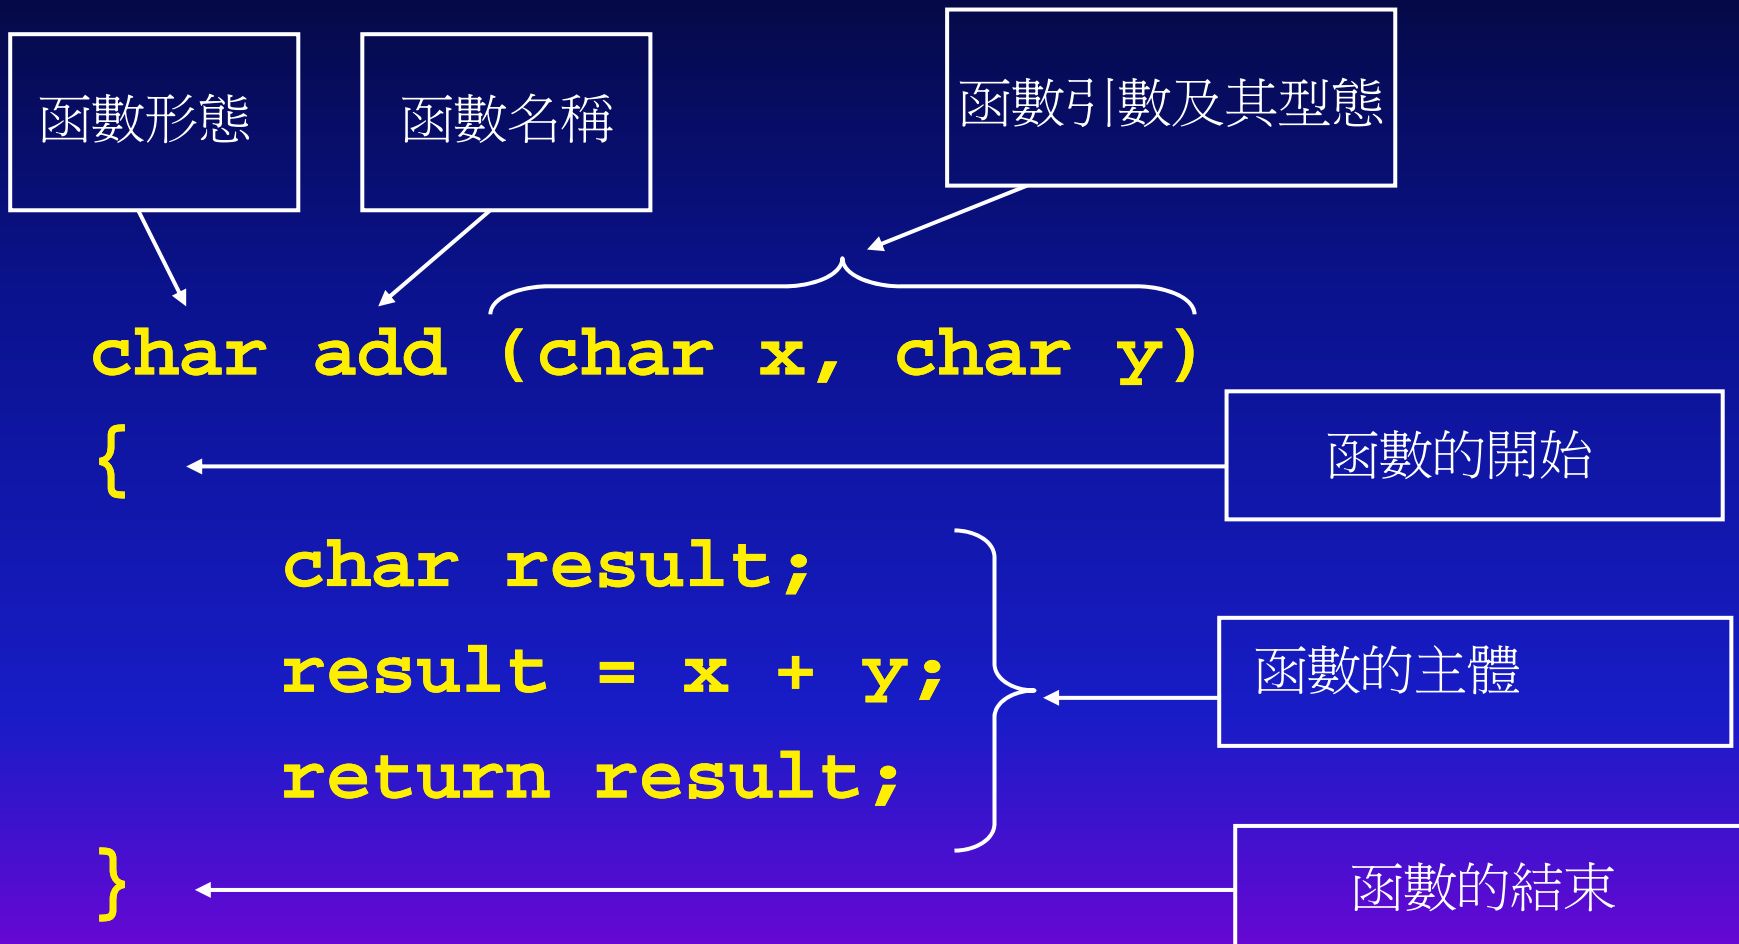 函數形態
函數名稱
函數引數及其型態
char add (char x, char y)
{
函數的開始
char result;
result = x + y;
函數的主體
return result;
}
函數的結束